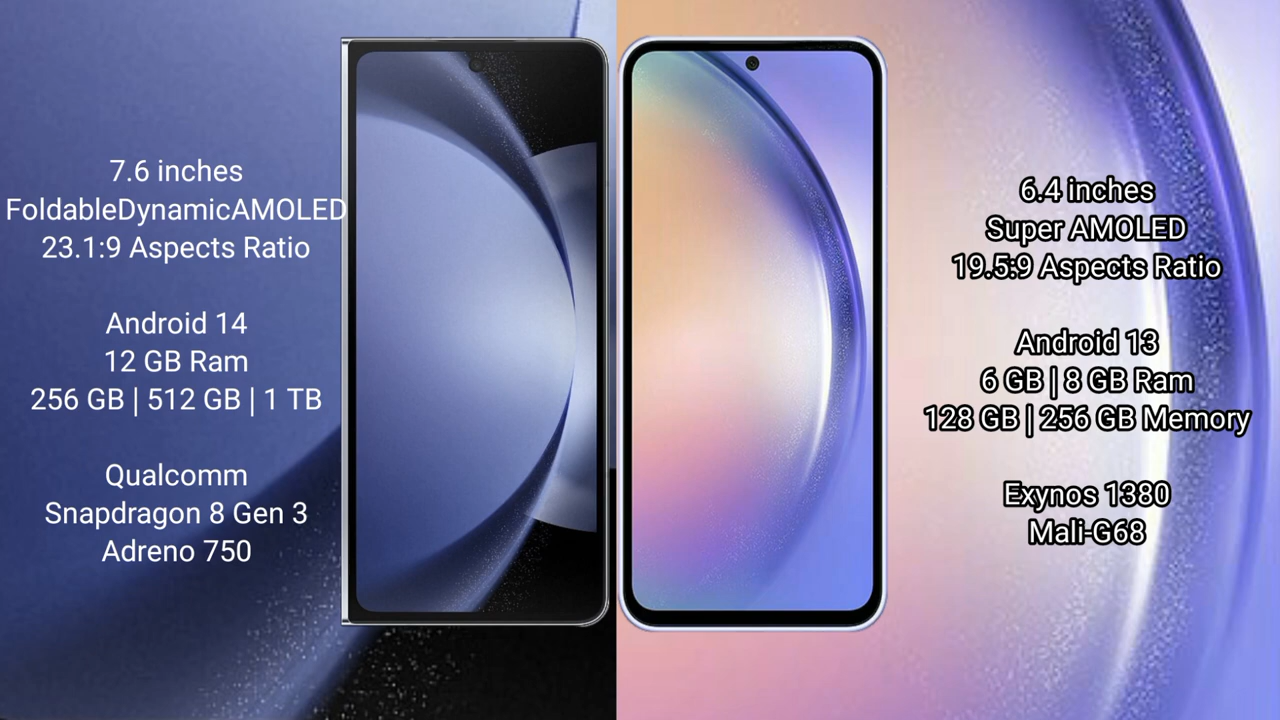 7.6 inches
FoldableDynamicAMOLED
23.1:9 Aspects Ratio
Android 14
12 GB Ram
256 GB | 512 GB | 1 TB
Qualcomm
Snapdragon 8 Gen 3
Adreno 750
6.4 inches
Super AMOLED
19.5:9 Aspects Ratio
Android 13
6 GB | 8 GB Ram
128 GB | 256 GB Memory
Exynos 1380
Mali-G68